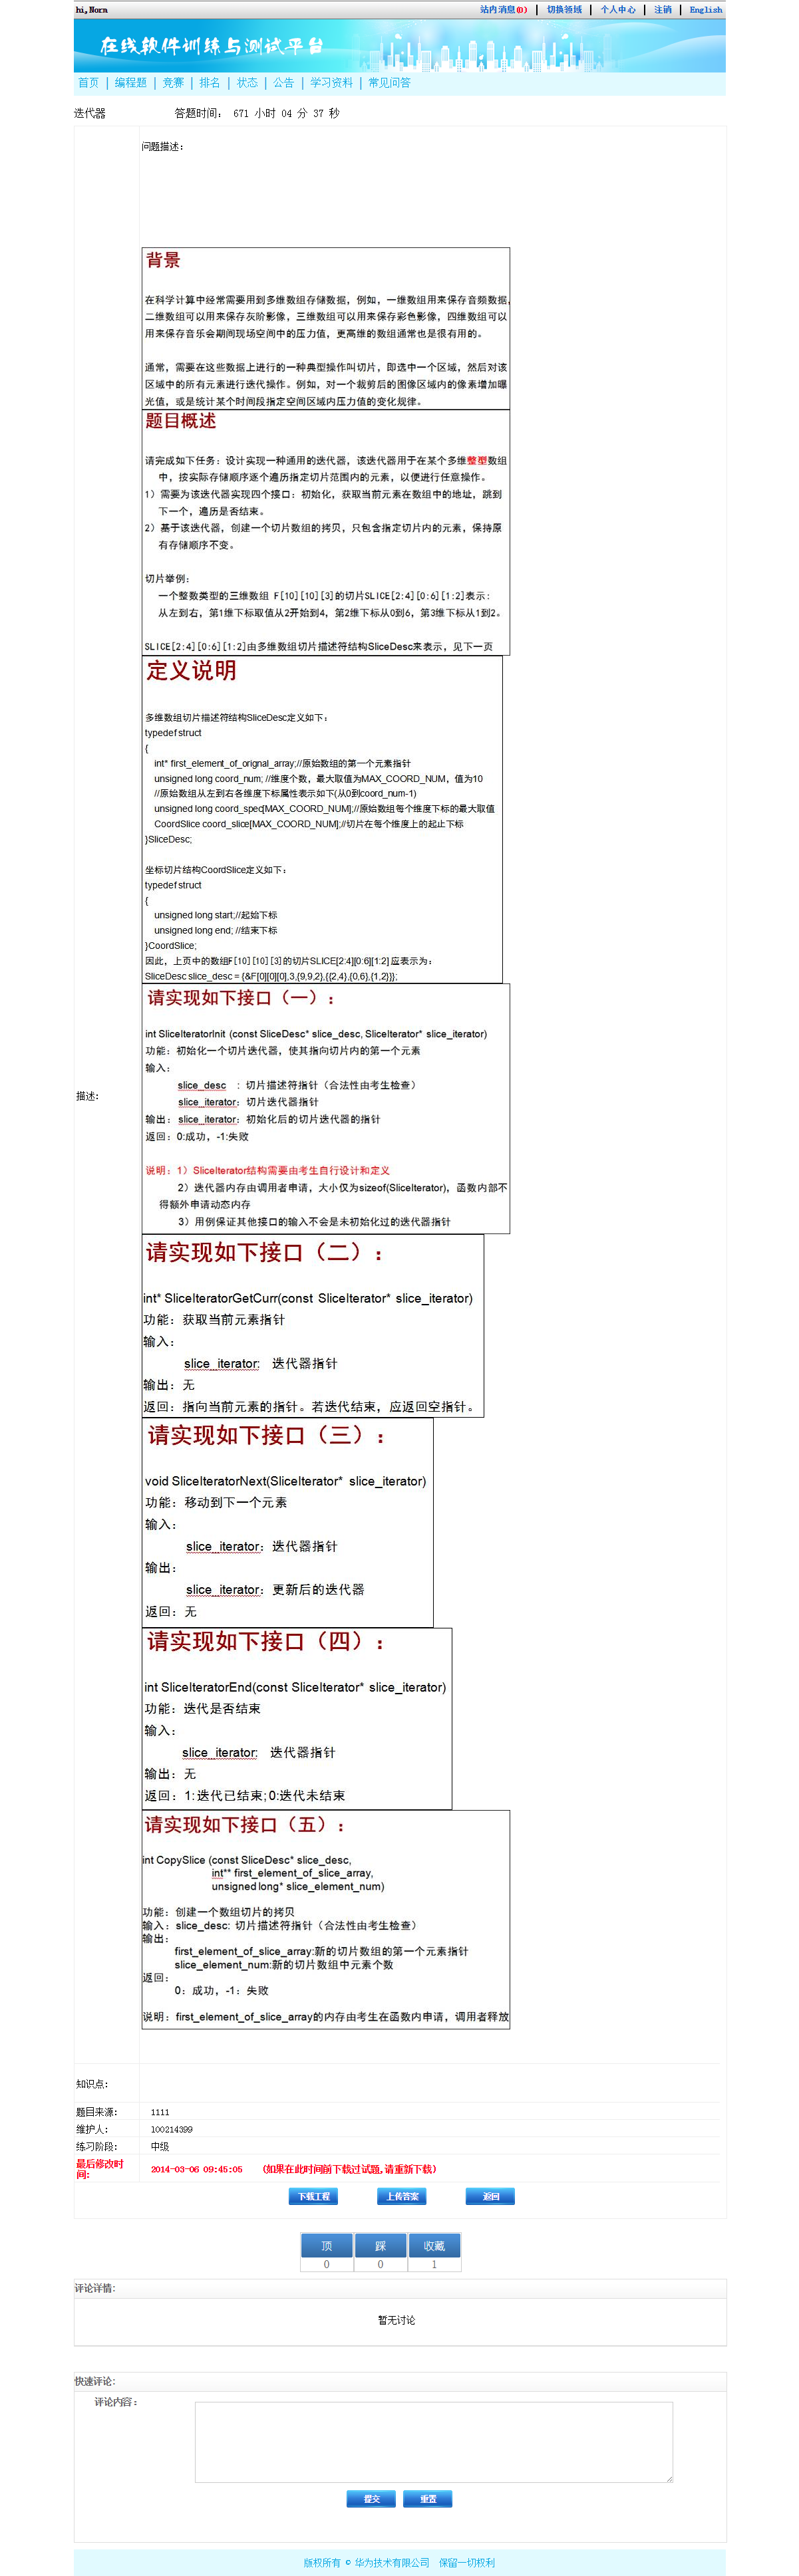 hi,Norn
站内消息(0) | 切换领域 | 个人中心 | 注销 | English
在线软件训练与测试平台
首页 | 编程题 | 竞赛 | 排名 | 状态 | 公告 | 学习资料 | 常见问答
迭代器 答题时间: 671 小时 04 分 37 秒
问题描述:
背景
在科学计算中经常需要用到多维数组存储数据，例如，一维数组用来保存音频数据，
二维数组可以用来保存灰阶影像，三维数组可以用来保存彩色影像，四维数组可以
用来保存音乐会期间现场空间中的压力值，更高维的数组通常也是很有用的。
通常，需要在这些数据上进行的一种典型操作叫切片，即选中一个区域，然后对该
区域中的所有元素进行迭代操作。例如，对一个裁剪后的图像区域内的像素增加曝
光值，或是统计某个时间段指定空间区域内压力值的变化规律。
题目概述
请完成如下任务：设计实现一种通用的迭代器，该迭代器用于在某个多维整型数组
中，按实际存储顺序逐个遍历指定切片范围内的元素，以便进行任意操作。
1）需要为该迭代器实现四个接口：初始化，获取当前元素在数组中的地址，跳到
下一个，遍历是否结束。
2）基于该迭代器，创建一个切片数组的拷贝，只包含指定切片内的元素，保持原
有存储顺序不变。
切片举例：
一个整数类型的三维数组 F[10][10][3]的切片SLICE[2:4][0:6][1:2]表示：
从左到右，第1维下标取值从2开始到4，第2维下标从0到6，第3维下标从1到2。
SLICE[2:4][0:6][1:2]由多维数组切片描述符结构SliceDesc来表示，见下一页
定义说明
多维数组切片描述符结构SliceDesc定义如下：
typedef struct
{
int* first_element_of_orignal_array;//原始数组的第一个元素指针
unsigned long coord_num; //维度个数，最大取值为MAX_COORD_NUM，值为10
//原始数组从左到右各维度下标属性表示如下(从0到coord_num-1)
unsigned long coord_spec[MAX_COORD_NUM];//原始数组每个维度下标的最大取值
CoordSlice coord_slice[MAX_COORD_NUM];//切片在每个维度上的起止下标
}SliceDesc;
坐标切片结构CoordSlice定义如下：
typedef struct
{
unsigned long start;//起始下标
unsigned long end; //结束下标
}CoordSlice;
因此，上页中的数组F[10][10][3]的切片SLICE[2:4][0:6][1:2]应表示为：
SliceDesc slice_desc = {&F[0][0][0],3,{9,9,2},{{2,4},{0,6},{1,2}}};
请实现如下接口（一）：
int SliceIteratorInit (const SliceDesc* slice_desc, SliceIterator* slice_iterator)
功能：初始化一个切片迭代器，使其指向切片内的第一个元素
输入：
slice_desc ：切片描述符指针（合法性由考生检查）
描述: slice_iterator：切片迭代器指针
输出：slice_iterator：初始化后的切片迭代器的指针
返回：0:成功，-1:失败
说明：1）SliceIterator结构需要由考生自行设计和定义
2）迭代器内存由调用者申请，大小仅为sizeof(SliceIterator)，函数内部不
得额外申请动态内存
3）用例保证其他接口的输入不会是未初始化过的迭代器指针
请实现如下接口（二）：
int* SliceIteratorGetCurr(const SliceIterator* slice_iterator)
功能：获取当前元素指针
输入：
slice_iterator: 迭代器指针
输出：无
返回：指向当前元素的指针。若迭代结束，应返回空指针。
请实现如下接口（三）：
void SliceIteratorNext(SliceIterator* slice_iterator)
功能：移动到下一个元素
输入：
slice_iterator：迭代器指针
输出：
slice_iterator：更新后的迭代器
返回：无
请实现如下接口（四）：
int SliceIteratorEnd(const SliceIterator* slice_iterator)
功能：迭代是否结束
输入：
slice_iterator: 迭代器指针
输出：无
返回：1:迭代已结束; 0:迭代未结束
请实现如下接口（五）：
int CopySlice (const SliceDesc* slice_desc,
int** first_element_of_slice_array,
unsigned long* slice_element_num)
功能：创建一个数组切片的拷贝
输入：slice_desc: 切片描述符指针（合法性由考生检查）
输出：
first_element_of_slice_array:新的切片数组的第一个元素指针
slice_element_num:新的切片数组中元素个数
返回：
0：成功，-1：失败
说明：first_element_of_slice_array的内存由考生在函数内申请，调用者释放
知识点:
题目来源: 1111
维护人: l00214399
练习阶段: 中级
最后修改时
间: 2014-03-06 09:45:05 (如果在此时间前下载过试题,请重新下载)
下载工程 上传答案 返回
顶 踩 收藏
0 0 1
评论详情:
暂无讨论
快速评论:
评论内容:
提交 重置
版权所有 © 华为技术有限公司 保留一切权利